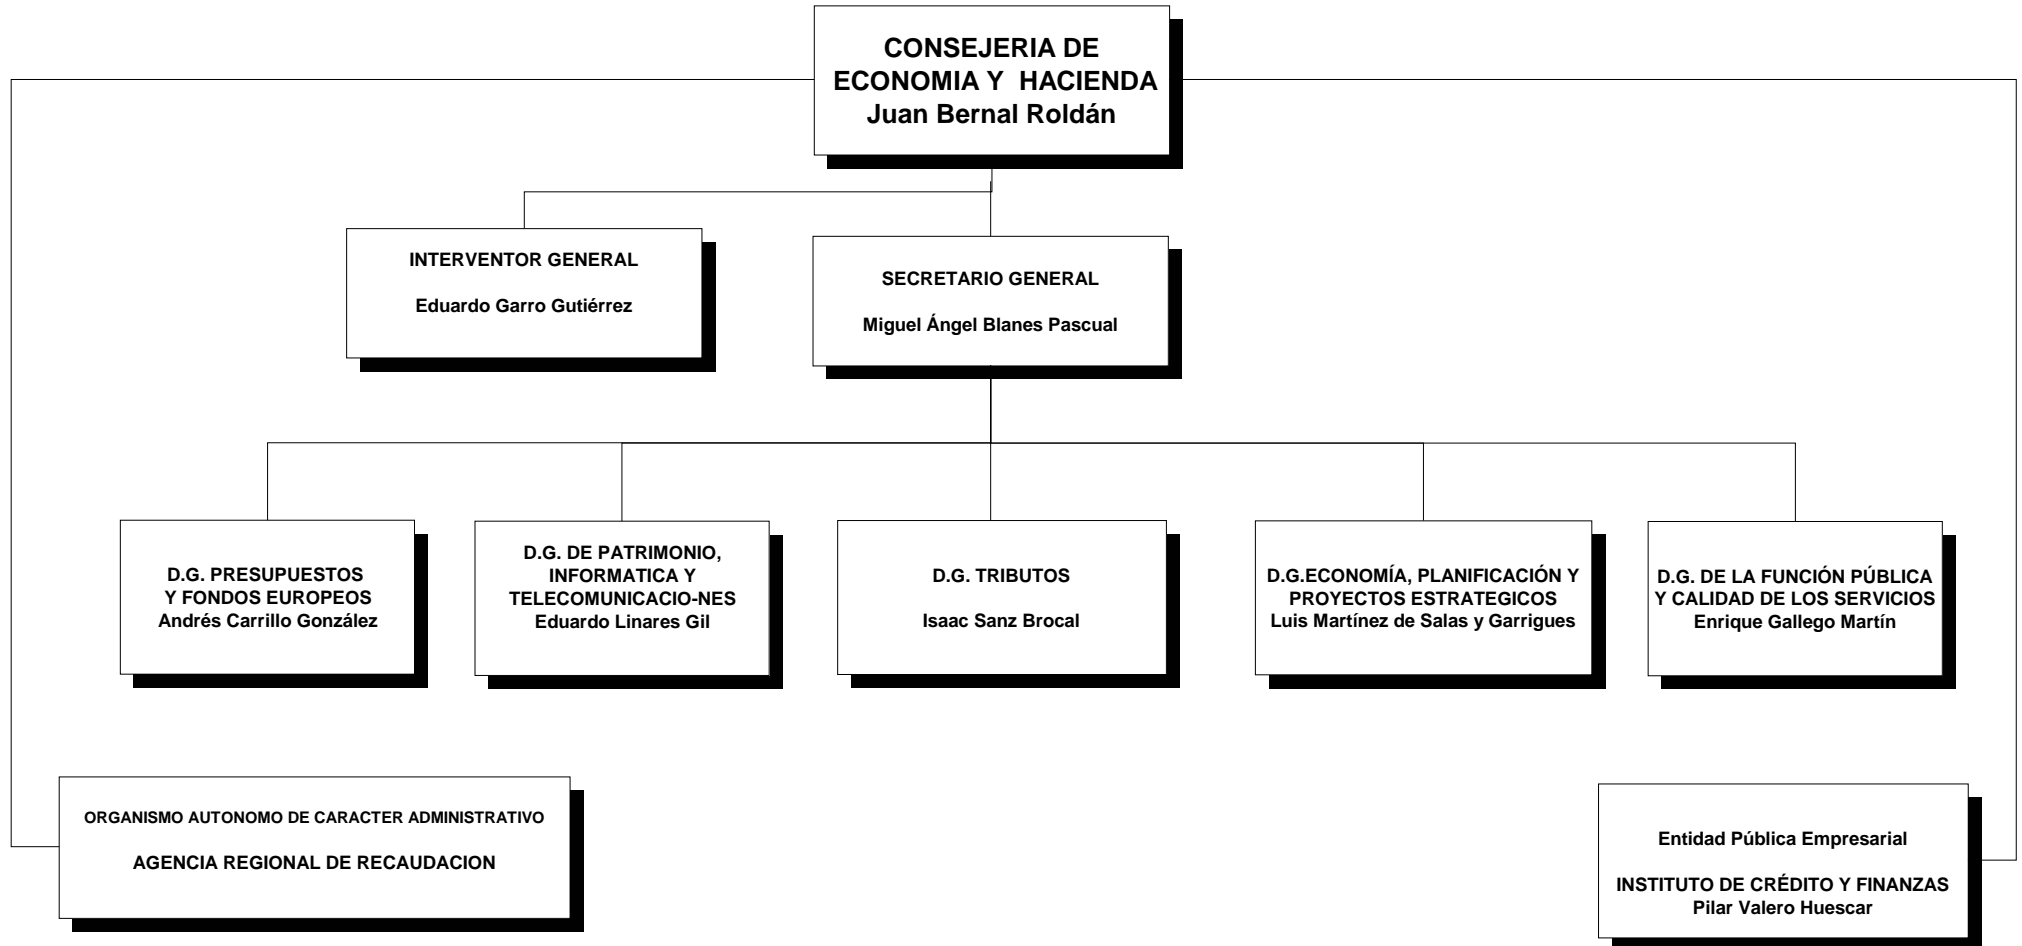 CONSEJERIA DE
ECONOMIA Y HACIENDA
Juan Bernal Roldán
INTERVENTOR GENERAL
Eduardo Garro Gutiérrez
SECRETARIO GENERAL
Miguel Ángel Blanes Pascual
D.G. PRESUPUESTOS
Y FONDOS EUROPEOS
Andrés Carrillo González
D.G. DE PATRIMONIO,
INFORMATICA Y
TELECOMUNICACIO-NES
Eduardo Linares Gil
D.G. TRIBUTOS
Isaac Sanz Brocal
D.G.ECONOMÍA, PLANIFICACIÓN Y
PROYECTOS ESTRATEGICOS
Luis Martínez de Salas y Garrigues
D.G. DE LA FUNCIÓN PÚBLICA
Y CALIDAD DE LOS SERVICIOS
Enrique Gallego Martín
ORGANISMO AUTONOMO DE CARACTER ADMINISTRATIVO
AGENCIA REGIONAL DE RECAUDACION
Entidad Pública Empresarial
INSTITUTO DE CRÉDITO Y FINANZAS
Pilar Valero Huescar